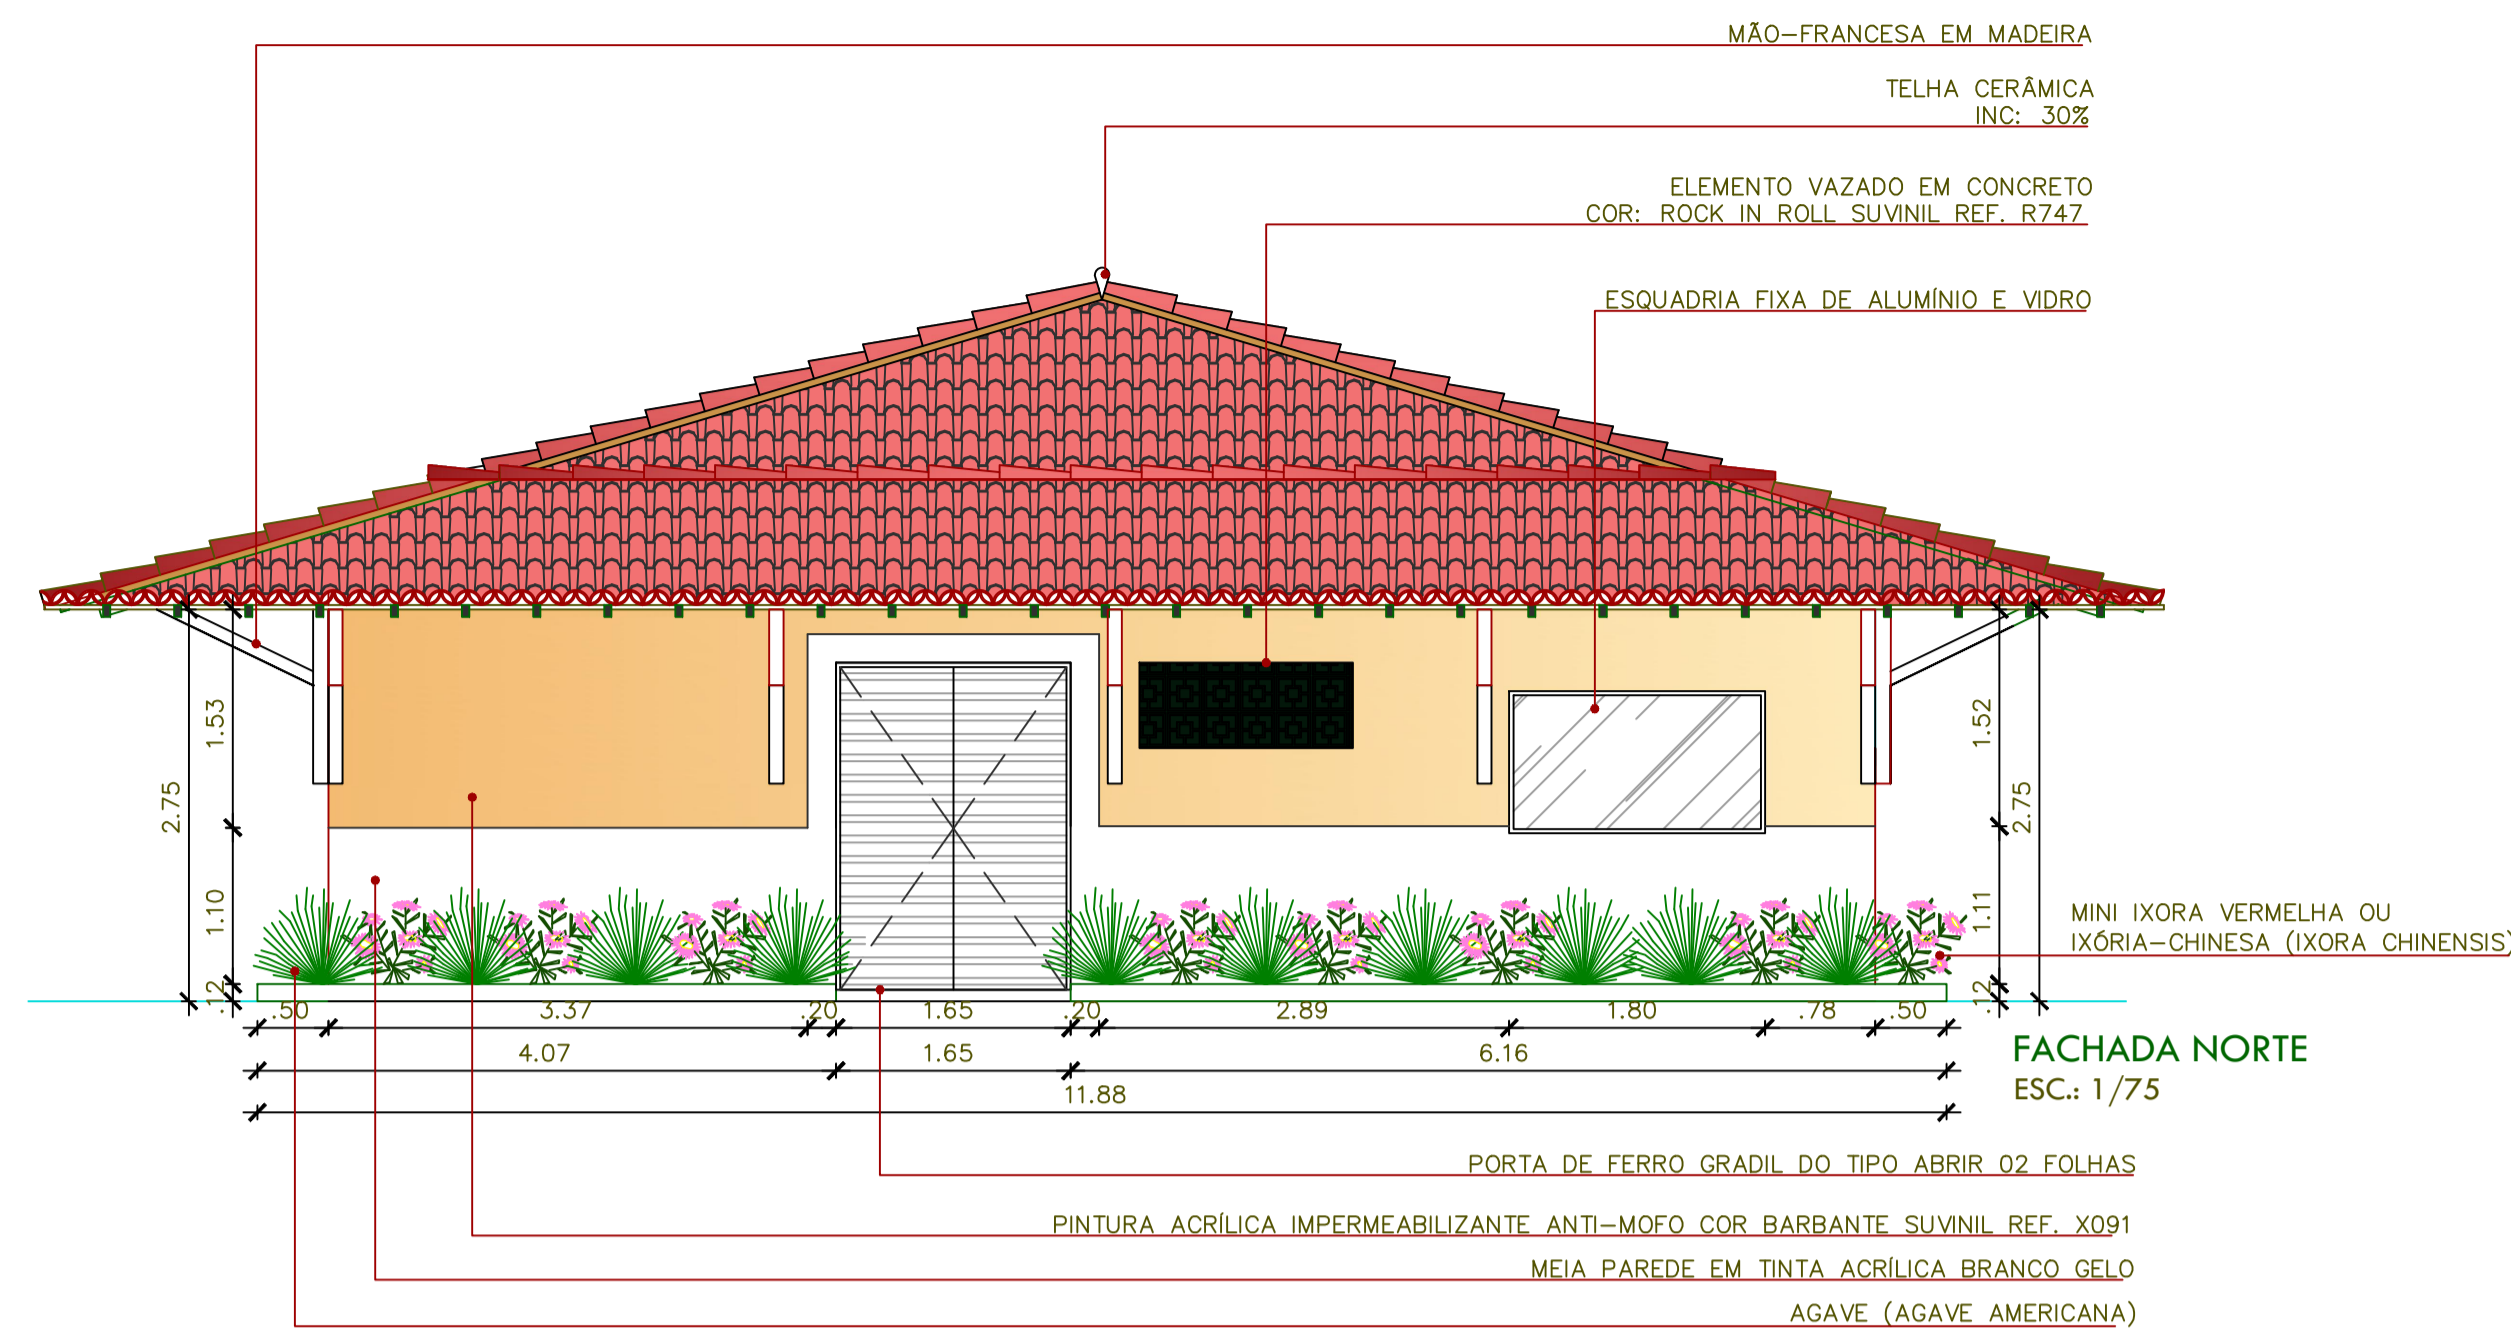 MÃO-FRANCESA EM MADEIRA
TELHA CERÂMICA
INC: 30%
ELEMENTO VAZADO EM CONCRETO
COR: ROCK IN ROLL SUVINIL REF. R747
ESQUADRIA FIXA DE ALUMÍNIO E VIDRO
2.75
1.53
1.10
.12
1.52
2.75
1.11
.12
MINI IXORA VERMELHA OU
IXÓRIA-CHINESA (IXORA CHINENSIS)
.50 3.37 .20 1.65 .20 2.89 1.80 .78 .50
4.07 1.65 6.16
11.88
FACHADA NORTE
ESC.: 1/75
PORTA DE FERRO GRADIL DO TIPO ABRIR 02 FOLHAS
PINTURA ACRÍLICA IMPERMEABILIZANTE ANTI-MOFO COR BARBANTE SUVINIL REF. X091
MEIA PAREDE EM TINTA ACRÍLICA BRANCO GELO
AGAVE (AGAVE AMERICANA)